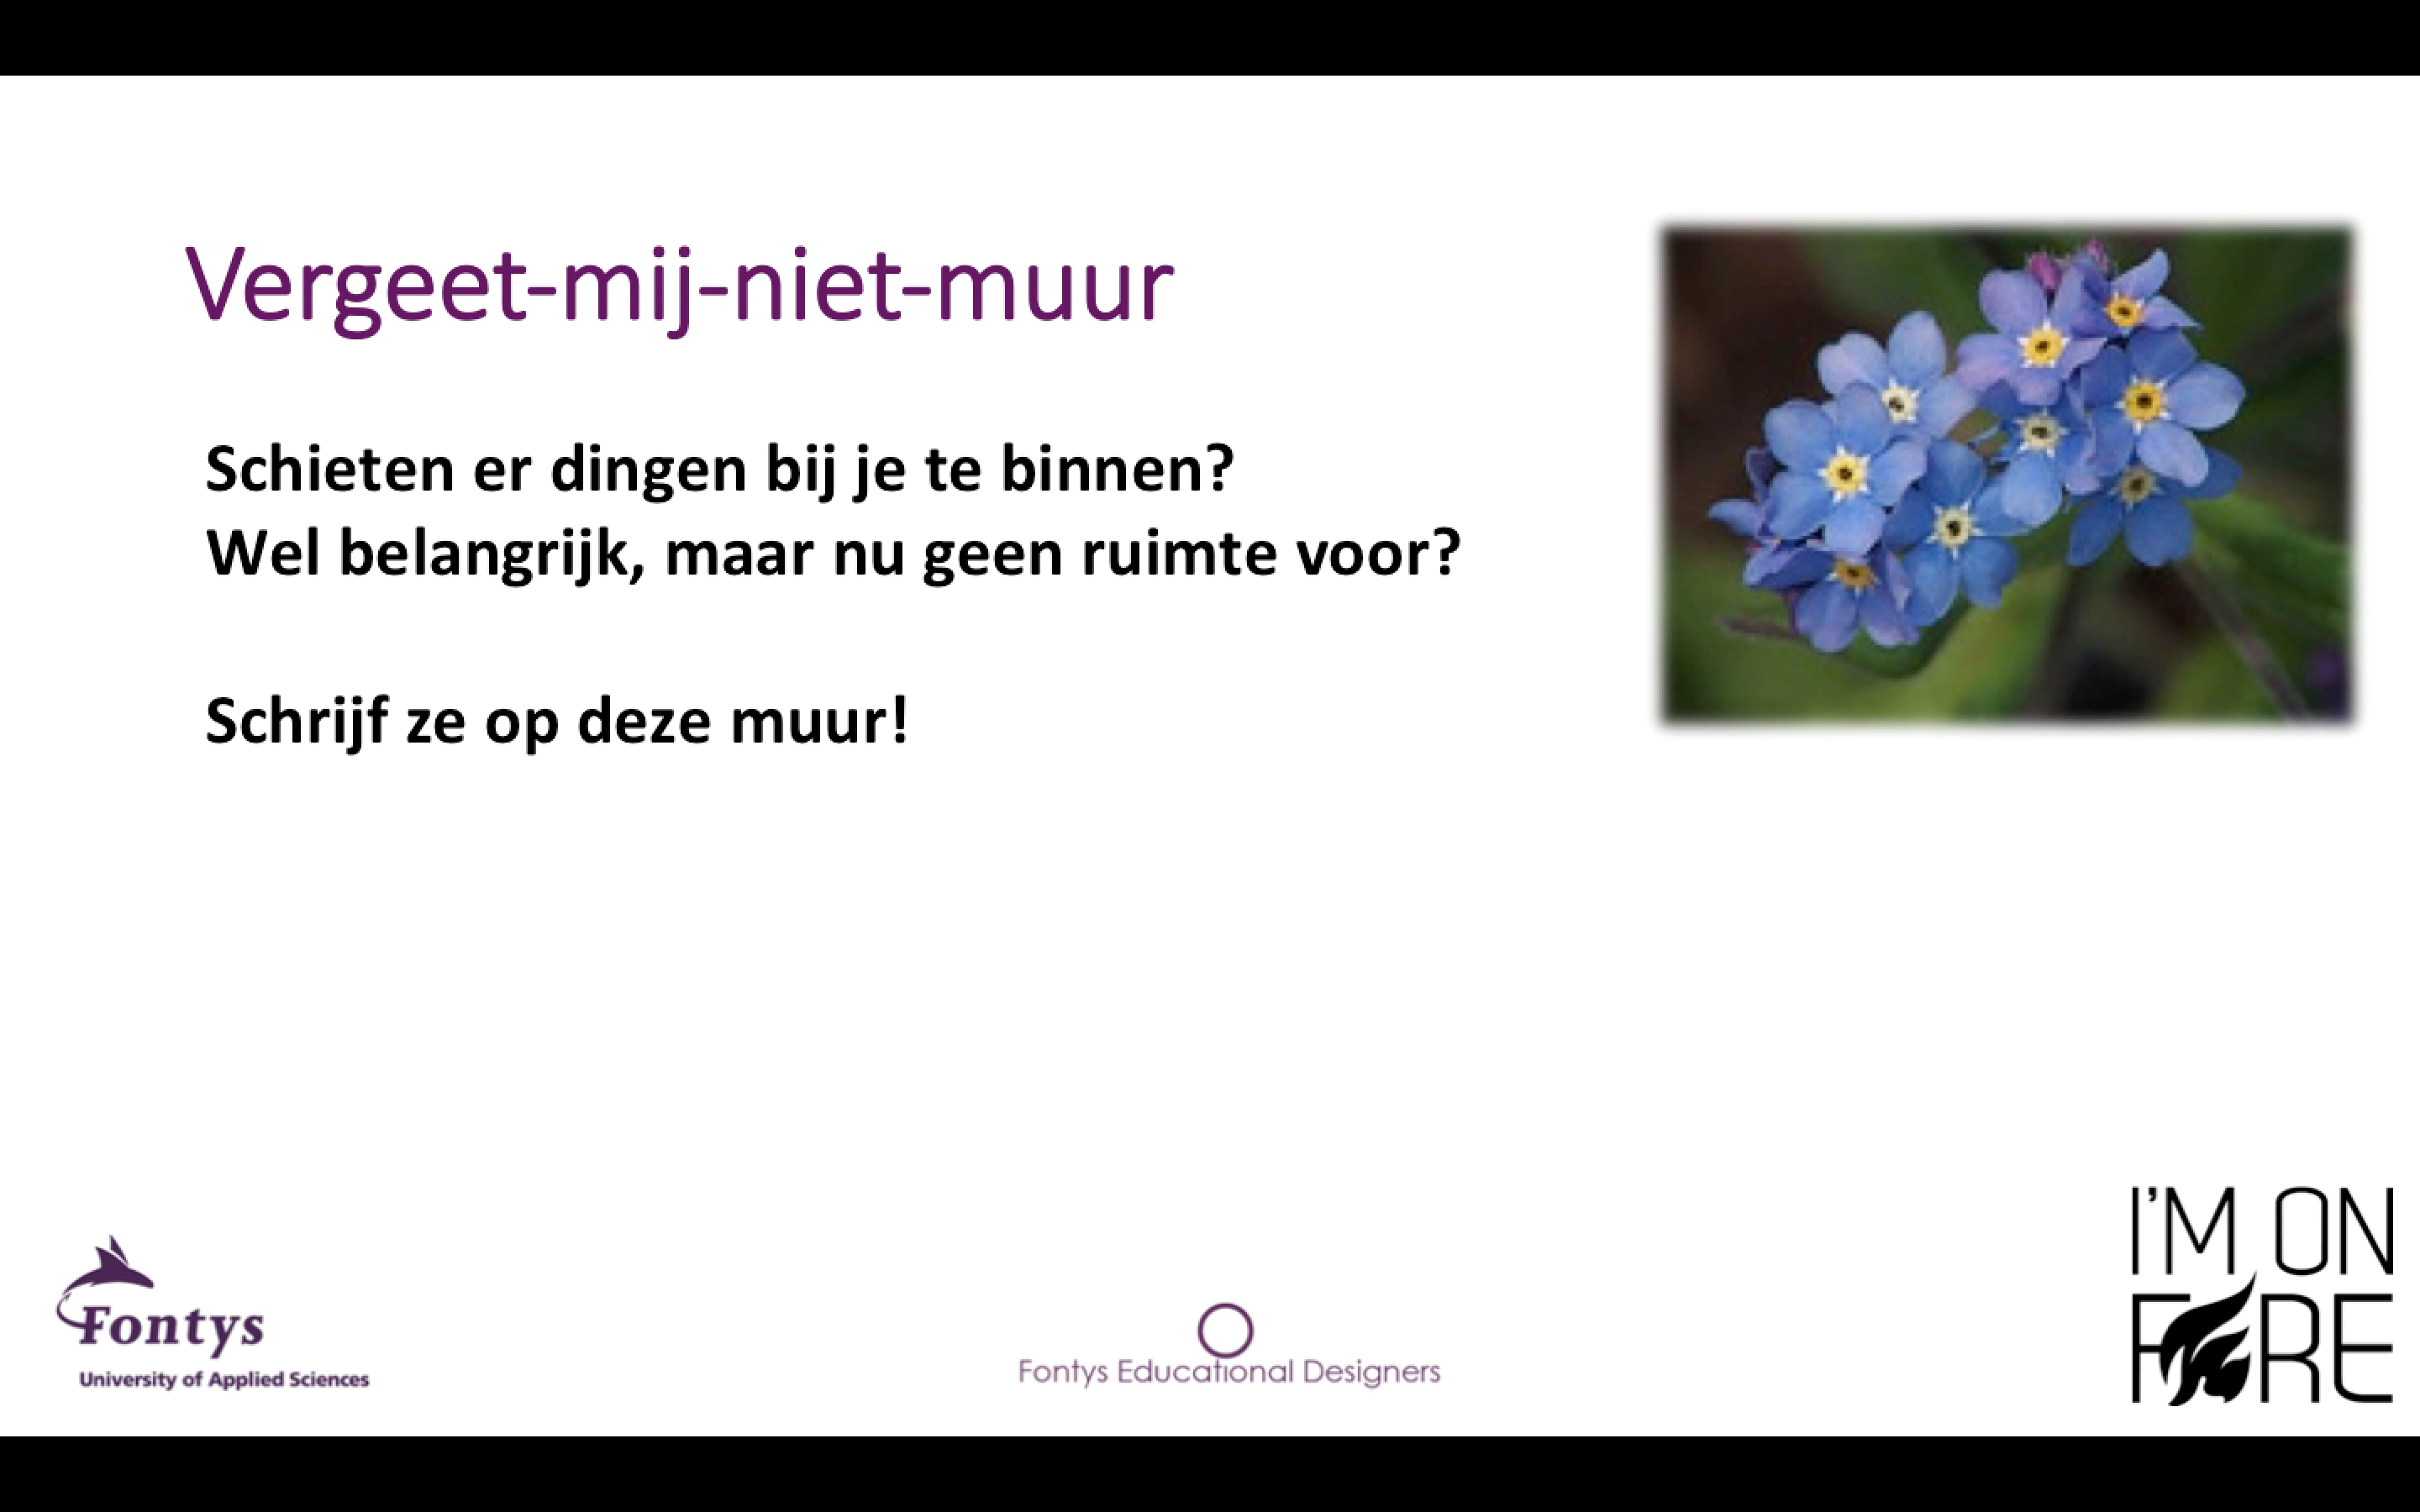 Vergeet-mij-niet-muur
Schieten er dingen bij je te binnen?
Wel belangrijk, maar nu geen ruimte voor?
Schrijf ze op deze muur!
Fontys
University of Applied Sciences
Fontys Educational Designers
I'M ON
FIRE